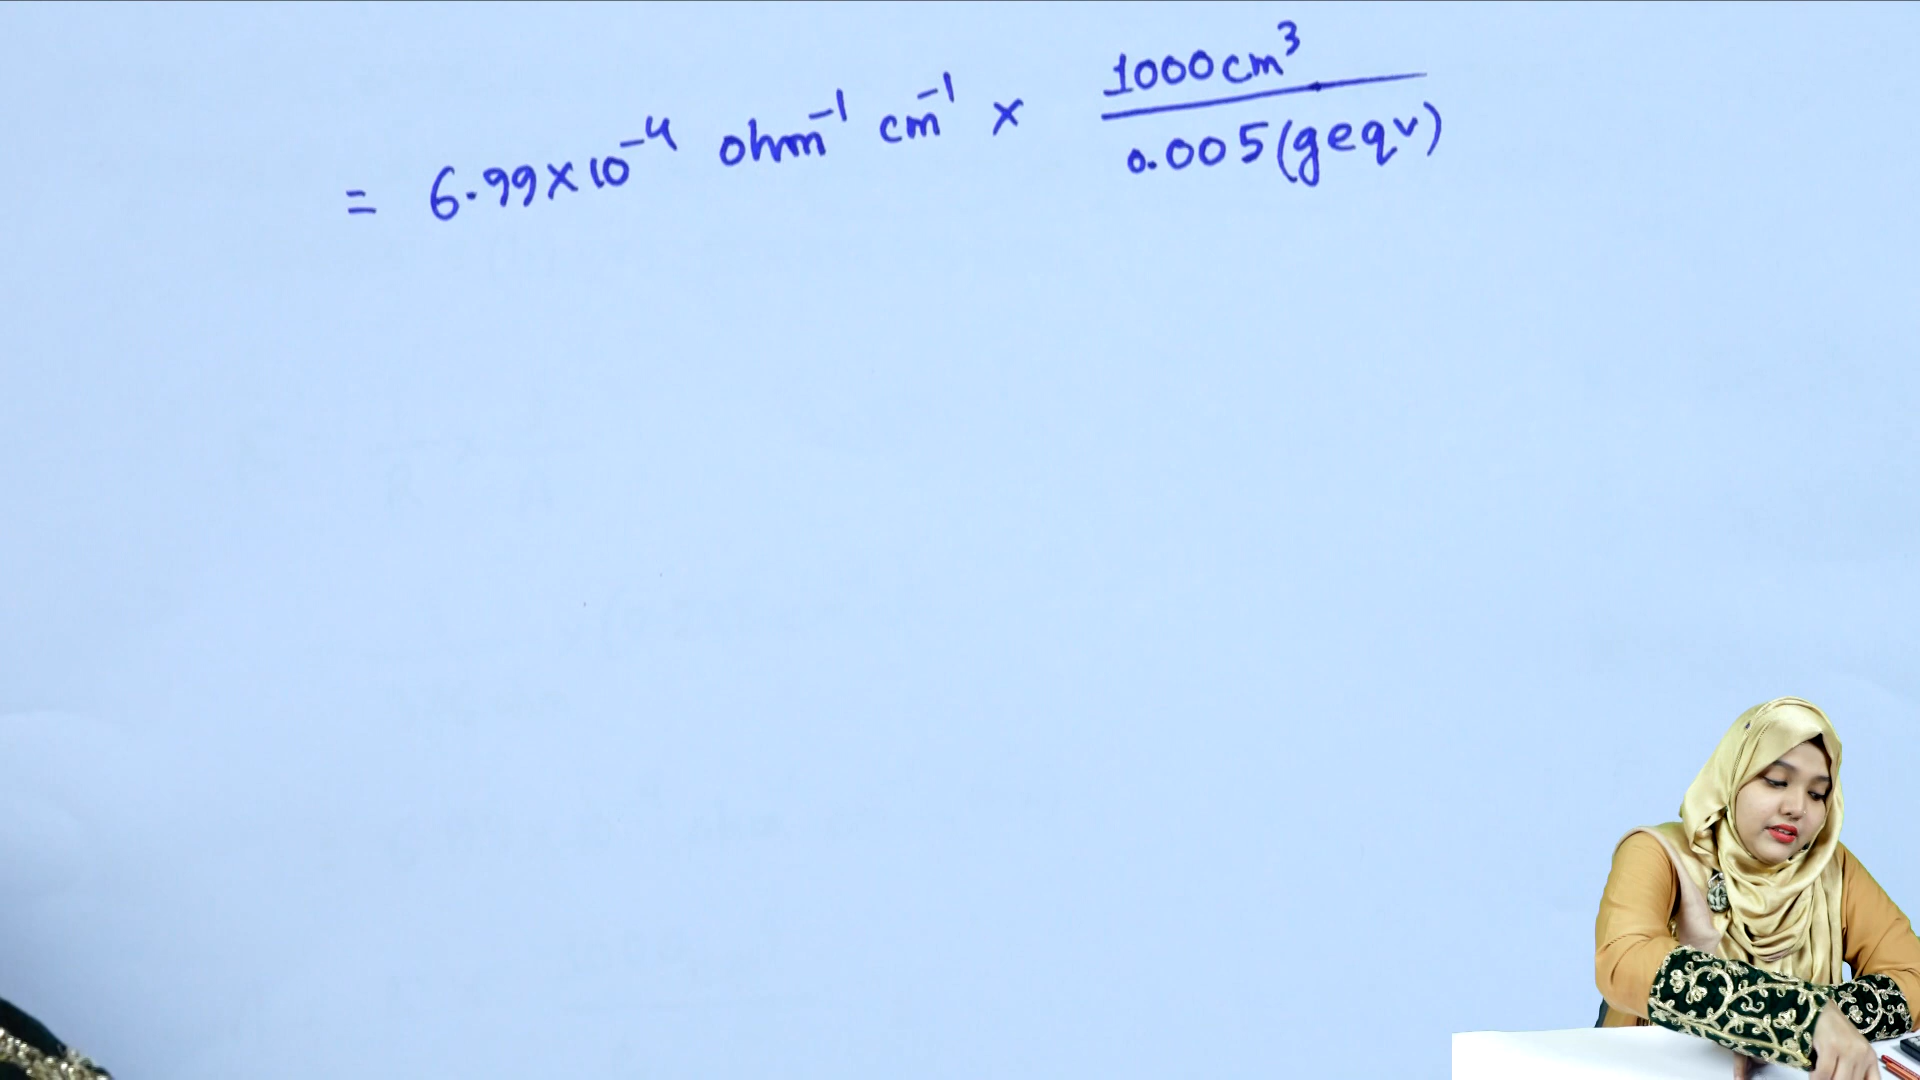 = 6.99×10⁻⁴ ohm⁻¹ cm⁻¹ × 1000cm³
0.005(geqv)